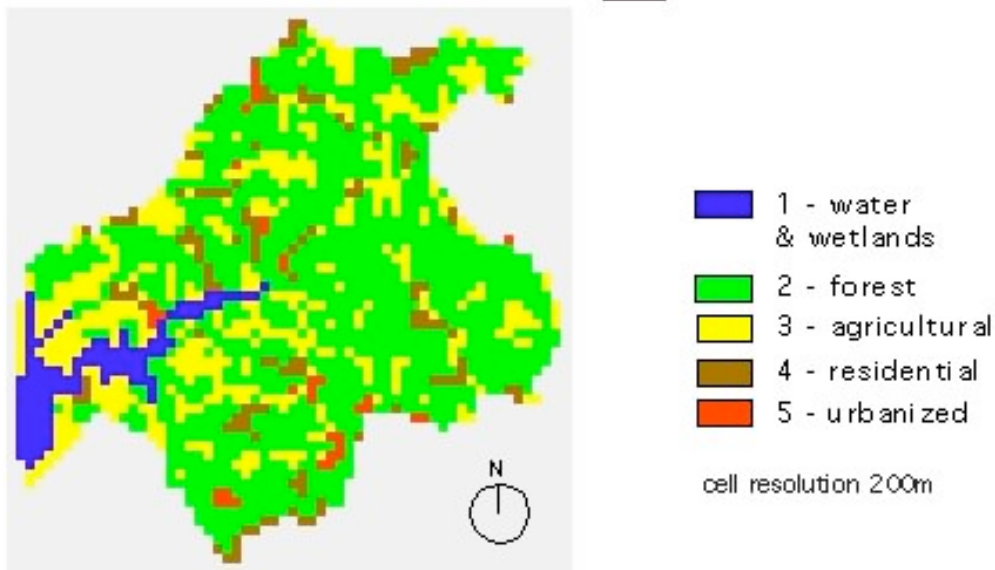 1 - water
& wetlands
2 - forest
3 - agricultural
4 - residential
5 - urbanized
N
cell resolution 200m